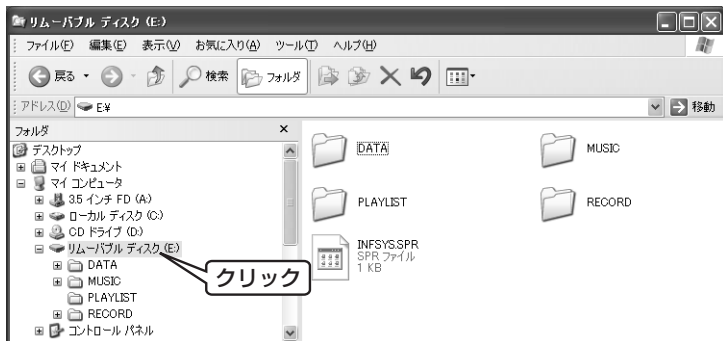 リムーバブル ディスク (E:)
ファイル(F) 編集(E) 表示(V) お気に入り(A) ツール(T) ヘルプ(H)
戻る 検索 フォルダ
アドレス(D) E:¥ 移動
フォルダ ×
デスクトップ
マイ ドキュメント
マイ コンピュータ
3.5 インチ FD (A:)
ローカル ディスク (C:)
CD ドライブ (D:)
リムーバブル ディスク (E:)
DATA
MUSIC
PLAYLIST
RECORD
コントロール パネル
クリック
DATA
MUSIC
PLAYLIST
RECORD
INFSYS.SPR
SPR ファイル
1 KB